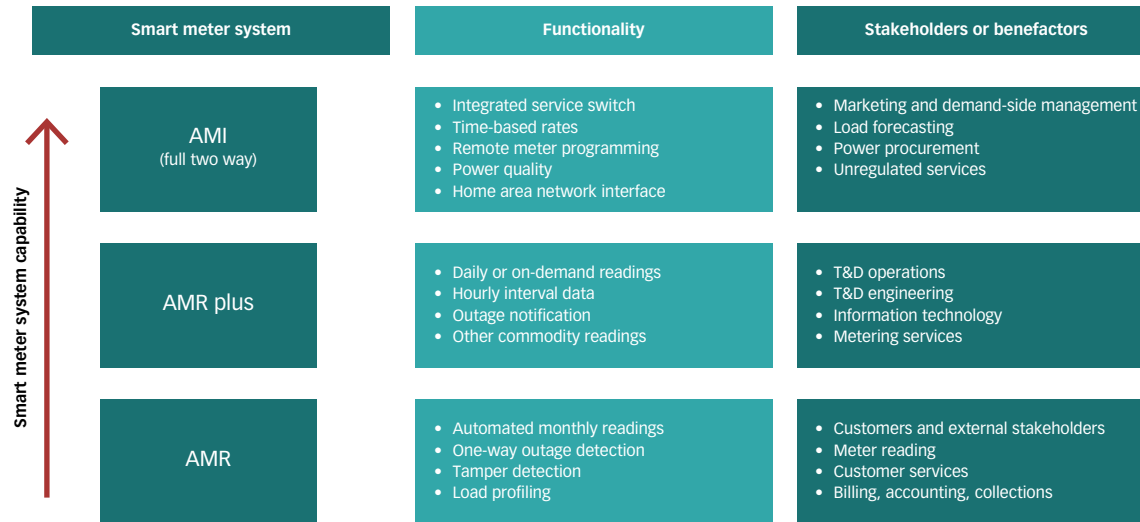 Smart meter system
Functionality
Stakeholders or benefactors
Smart meter system capability
AMI
(full two way)
• Integrated service switch
• Time-based rates
• Remote meter programming
• Power quality
• Home area network interface
• Marketing and demand-side management
• Load forecasting
• Power procurement
• Unregulated services
AMR plus
• Daily or on-demand readings
• Hourly interval data
• Outage notification
• Other commodity readings
• T&D operations
• T&D engineering
• Information technology
• Metering services
AMR
• Automated monthly readings
• One-way outage detection
• Tamper detection
• Load profiling
• Customers and external stakeholders
• Meter reading
• Customer services
• Billing, accounting, collections